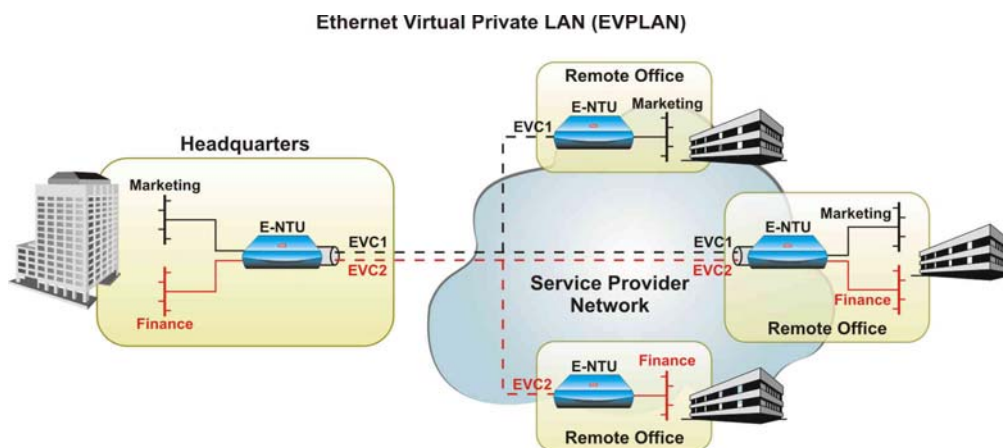 Ethernet Virtual Private LAN (EVPLAN)
Remote Office
E-NTU
Marketing
EVC1
Headquarters
Marketing
E-NTU
EVC1
EVC2
Finance
Service Provider
Network
EVC1
EVC2
E-NTU
Marketing
Finance
Remote Office
EVC2
E-NTU
Finance
Remote Office